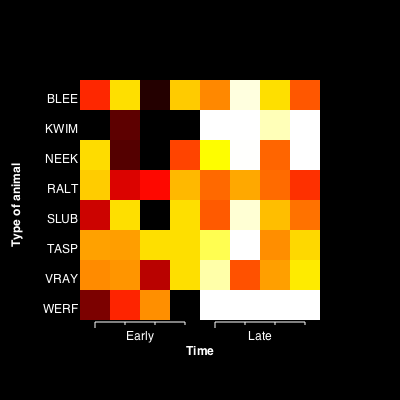 BLEE
KWIM
NEEK
RALT
SLUB
TASP
VRAY
WERF
Type of animal
Early Late
Time